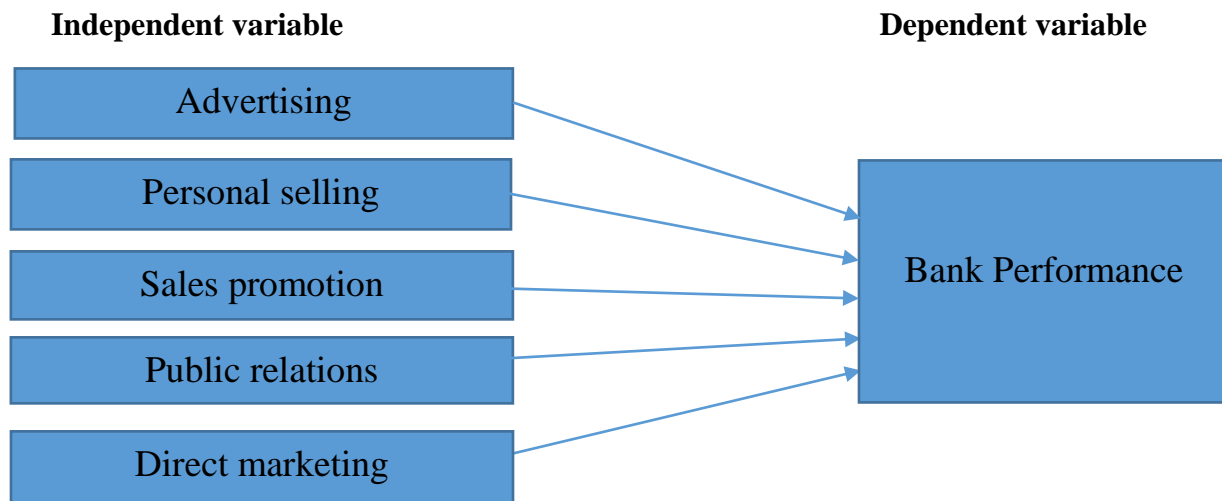 Independent variable
Dependent variable
Advertising
Personal selling
Sales promotion
Public relations
Direct marketing
Bank Performance